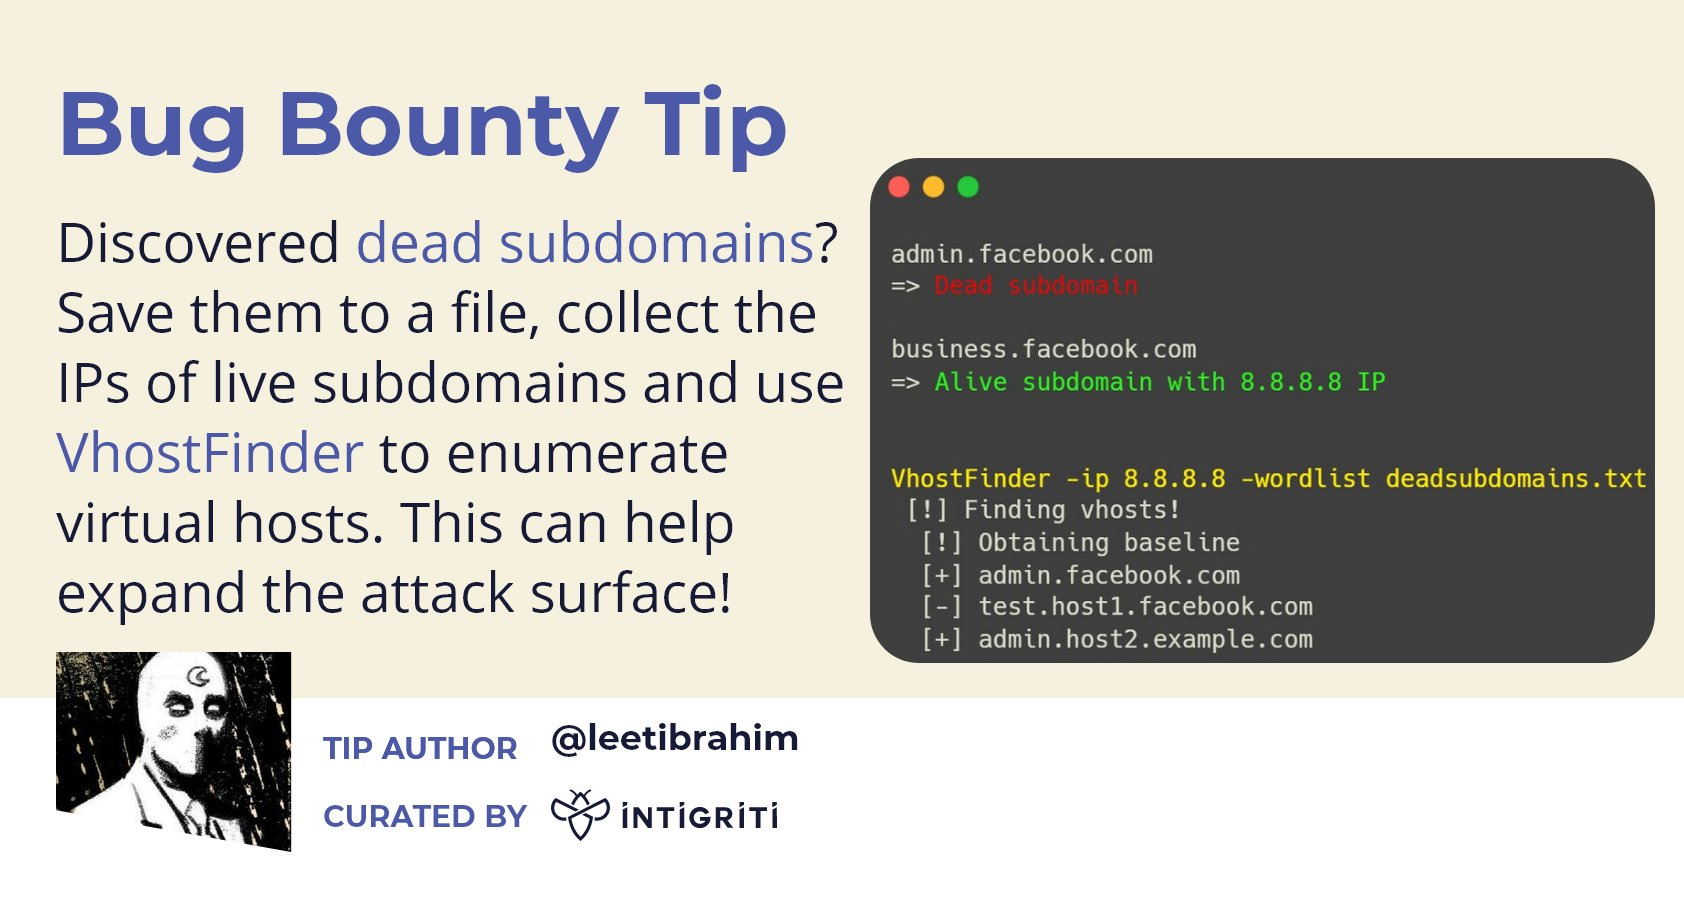 Bug Bounty Tip
Discovered dead subdomains?
Save them to a file, collect the
IPs of live subdomains and use
VhostFinder to enumerate
virtual hosts. This can help
expand the attack surface!
admin.facebook.com
=> Dead subdomain
business.facebook.com
=> Alive subdomain with 8.8.8.8 IP
VhostFinder -ip 8.8.8.8 -wordlist deadsubdomains.txt
[!] Finding vhosts!
[!] Obtaining baseline
[+] admin.facebook.com
[-] test.host1.facebook.com
[+] admin.host2.example.com
TIP AUTHOR @leetibrahim
CURATED BY INTIGRITI